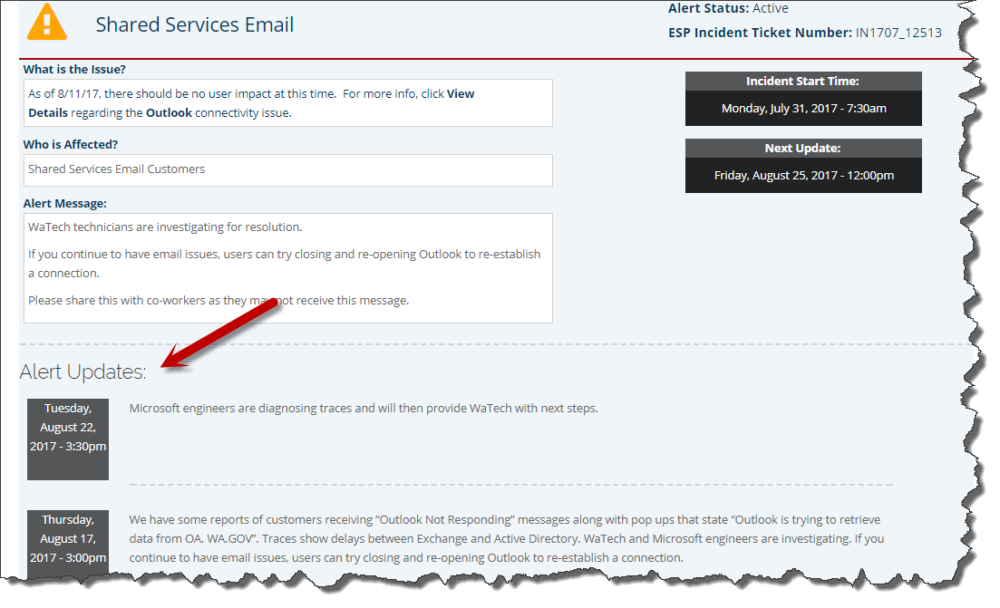 Shared Services Email
Alert Status: Active
ESP Incident Ticket Number: IN1707_12513
What is the Issue?
As of 8/11/17, there should be no user impact at this time. For more info, click View
Details regarding the Outlook connectivity issue.
Incident Start Time:
Monday, July 31, 2017 - 7:30am
Next Update:
Friday, August 25, 2017 - 12:00pm
Who is Affected?
Shared Services Email Customers
Alert Message:
WaTech technicians are investigating for resolution.
If you continue to have email issues, users can try closing and re-opening Outlook to re-establish
a connection.
Please share this with co-workers as they may not receive this message.
Alert Updates:
Tuesday,
August 22,
2017 - 3:30pm
Microsoft engineers are diagnosing traces and will then provide WaTech with next steps.
Thursday,
August 17,
2017 - 3:00pm
We have some reports of customers receiving “Outlook Not Responding” messages along with pop ups that state “Outlook is trying to retrieve
data from OA. WA.GOV”. Traces show delays between Exchange and Active Directory. WaTech and Microsoft engineers are investigating. If you
continue to have email issues, users can try closing and re-opening Outlook to re-establish a connection.